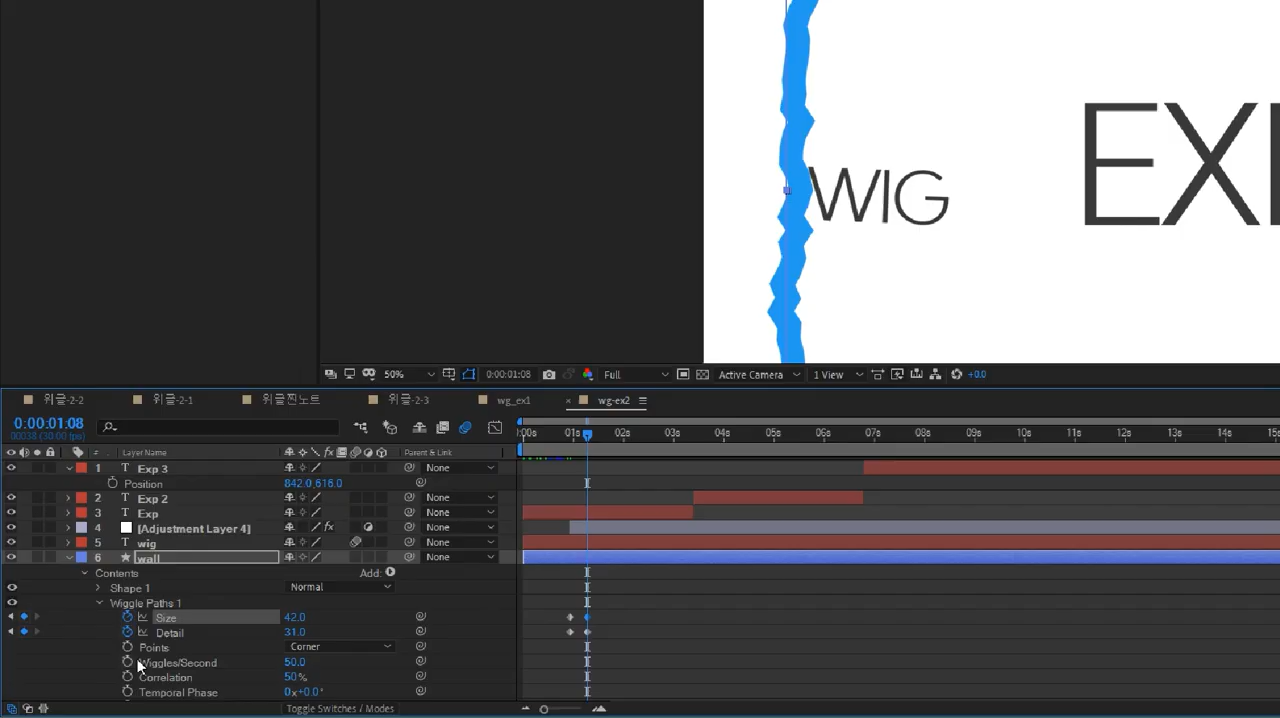 WIG
EX
50%
0:00:01:08
Full
Active Camera
1 View
+0.0
위글-2-2
위글-2-1
위글찐노트
위글-2-3
wg_ex1
× wg-ex2
0:00:01:08
00038 (30.00 fps)
:00s 01s 02s 03s 04s 05s 06s 07s 08s 09s 10s 11s 12s 13s 14s 15s
# Layer Name fx Parent & Link
1 T Exp 3 None
Position 842.0,616.0
2 T Exp 2 None
3 T Exp None
4 [Adjustment Layer 4] fx None
5 T wig None
6 wall None
Contents Add:
Shape 1 Normal
Wiggle Paths 1
Size 42.0
Detail 31.0
Points Corner
Wiggles/Second 50.0
Correlation 50%
Temporal Phase 0x+0.0°
Toggle Switches / Modes